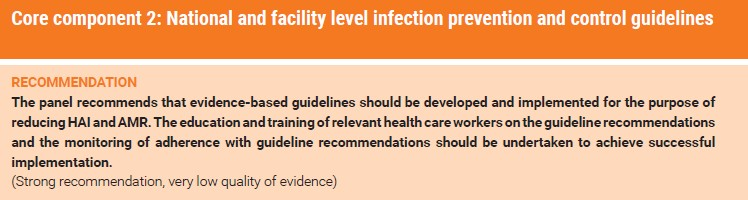 Core component 2: National and facility level infection prevention and control guidelines
RECOMMENDATION
The panel recommends that evidence-based guidelines should be developed and implemented for the purpose of
reducing HAI and AMR. The education and training of relevant health care workers on the guideline recommendations
and the monitoring of adherence with guideline recommendations should be undertaken to achieve successful
implementation.
(Strong recommendation, very low quality of evidence)